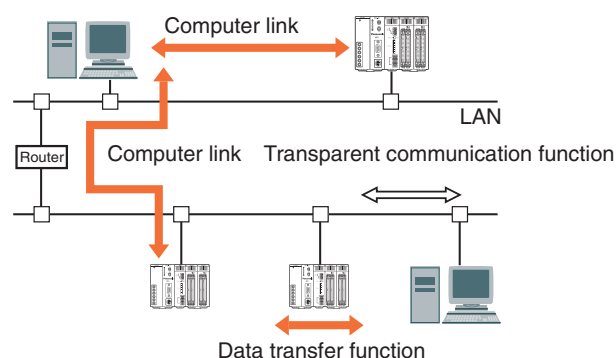 Computer link
LAN
Router
Computer link
Transparent communication function
Data transfer function